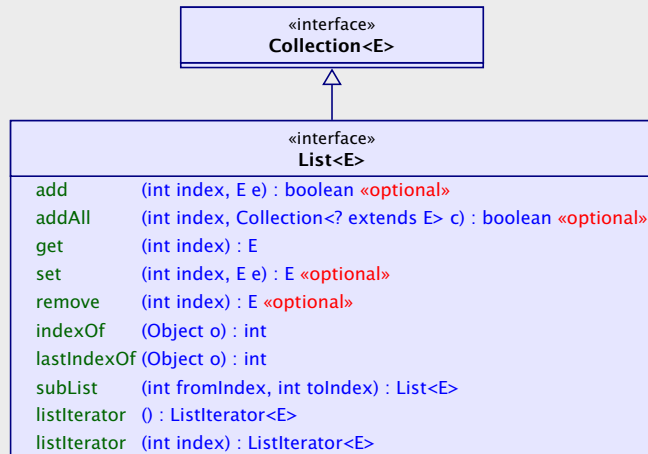 «interface»
Collection<E>
«interface»
List<E>
add (int index, E e) : boolean «optional»
addAll (int index, Collection<? extends E> c) : boolean «optional»
get (int index) : E
set (int index, E e) : E «optional»
remove (int index) : E «optional»
indexOf (Object o) : int
lastIndexOf (Object o) : int
subList (int fromIndex, int toIndex) : List<E>
listIterator () : ListIterator<E>
listIterator (int index) : ListIterator<E>